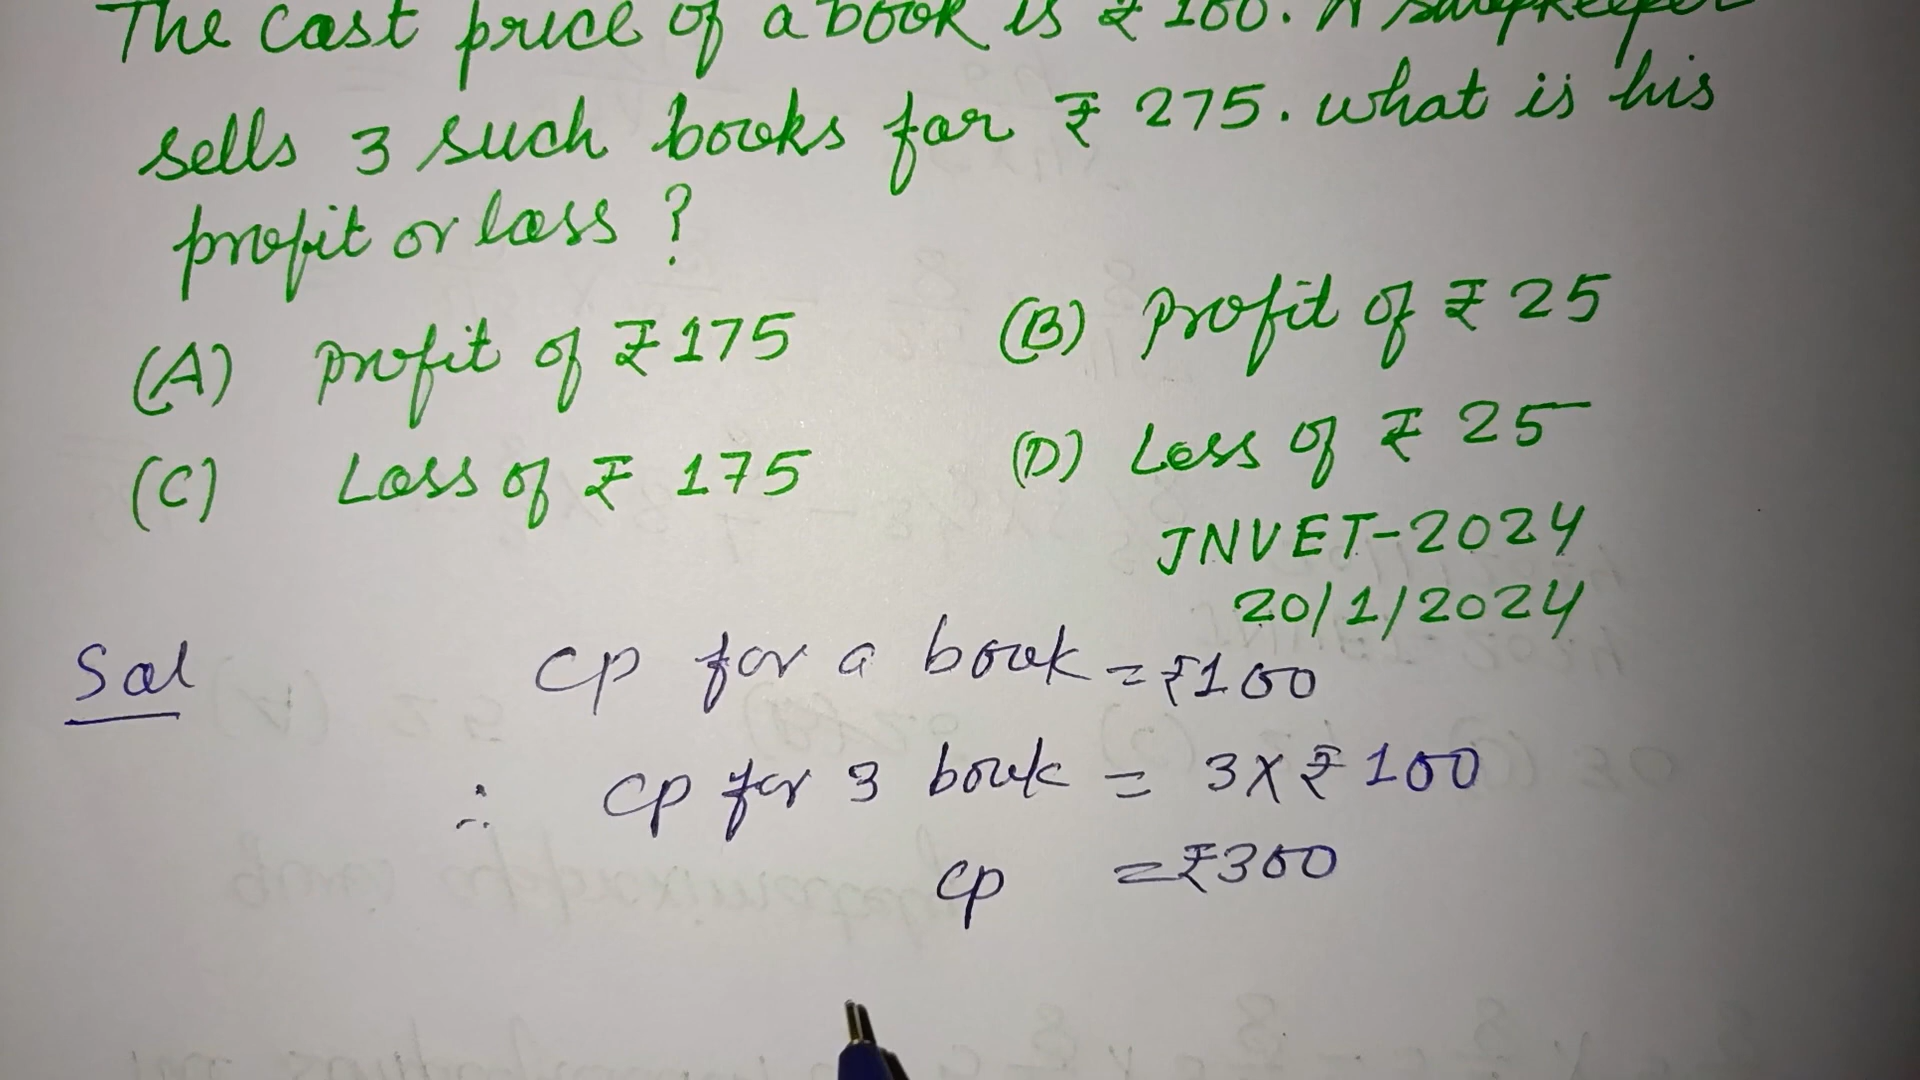 The cost price of a book is ₹ 100. A shopkeeper
sells 3 such books for ₹ 275. what is his
profit or loss ?
(A) profit of ₹ 175 (B) Profit of ₹ 25
(C) Loss of ₹ 175 (D) Loss of ₹ 25
JNVET-2024
20/1/2024
Sol CP for a book = ₹100
∴ CP for 3 book = 3 X ₹ 100
CP = ₹300